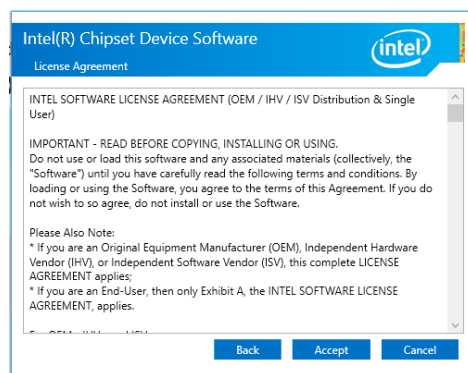 Intel(R) Chipset Device Software
intel
License Agreement
INTEL SOFTWARE LICENSE AGREEMENT (OEM / IHV / ISV Distribution & Single
User)
IMPORTANT - READ BEFORE COPYING, INSTALLING OR USING.
Do not use or load this software and any associated materials (collectively, the
"Software") until you have carefully read the following terms and conditions. By
loading or using the Software, you agree to the terms of this Agreement. If you do
not wish to so agree, do not install or use the Software.
Please Also Note:
* If you are an Original Equipment Manufacturer (OEM), Independent Hardware
Vendor (IHV), or Independent Software Vendor (ISV), this complete LICENSE
AGREEMENT applies;
* If you are an End-User, then only Exhibit A, the INTEL SOFTWARE LICENSE
AGREEMENT, applies.
Back Accept Cancel